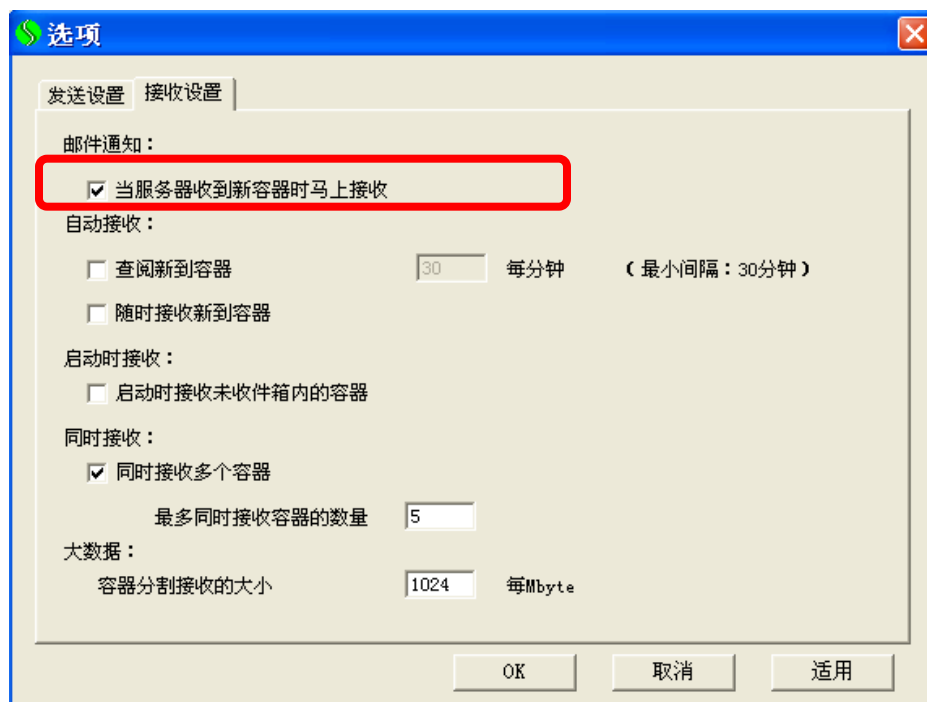 选项
发送设置 接收设置
邮件通知：
当服务器收到新容器时马上接收
自动接收：
查阅新到容器 30 每分钟 （最小间隔：30分钟）
随时接收新到容器
启动时接收：
启动时接收未收件箱内的容器
同时接收：
同时接收多个容器
最多同时接收容器的数量 5
大数据：
容器分割接收的大小 1024 每Mbyte
OK 取消 适用